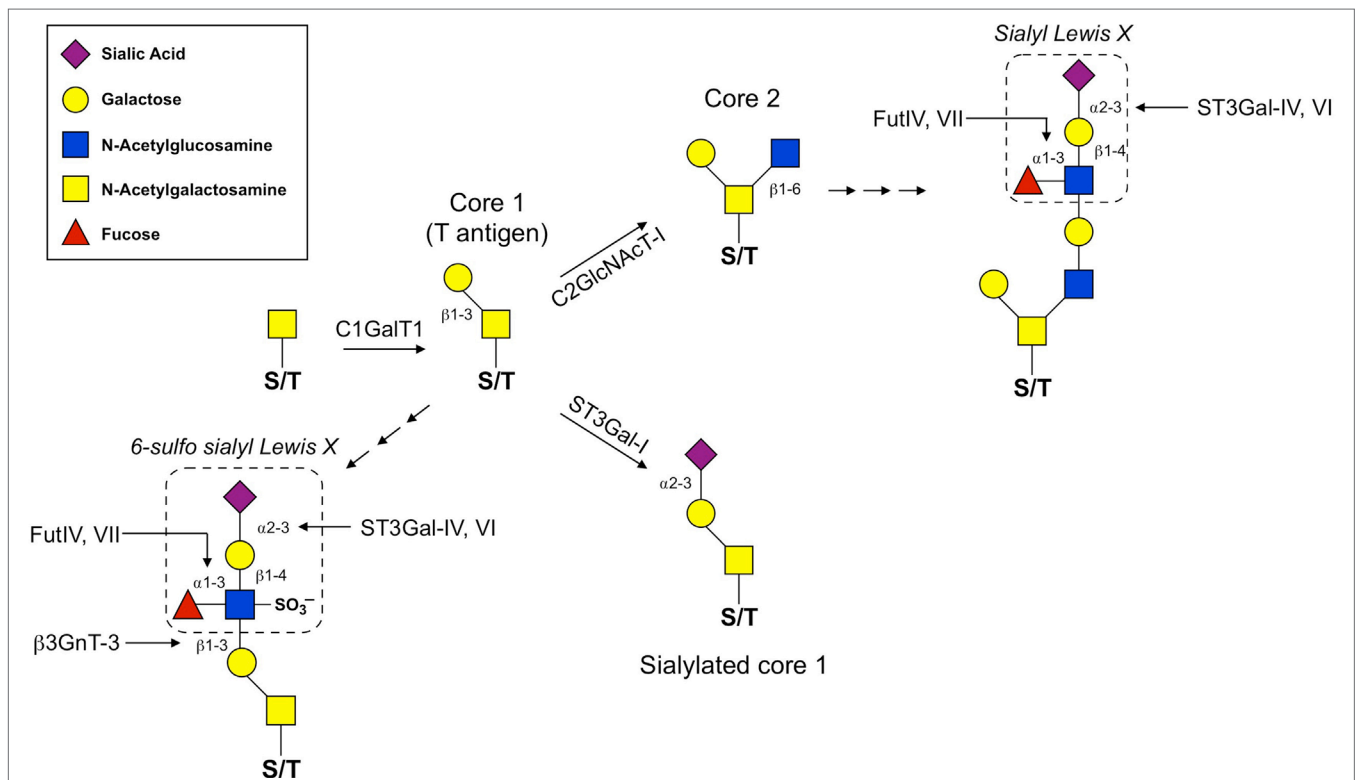 Sialic Acid
Galactose
N-Acetylglucosamine
N-Acetylgalactosamine
Fucose
S/T
C1GalT1
Core 1
(T antigen)
β1-3
S/T
C2GlcNAcT-I
Core 2
β1-6
S/T
Sialyl Lewis X
α2-3
ST3Gal-IV, VI
FutIV, VII
α1-3
β1-4
S/T
ST3Gal-I
α2-3
S/T
Sialylated core 1
6-sulfo sialyl Lewis X
α2-3
ST3Gal-IV, VI
FutIV, VII
α1-3
β1-4
SO₃⁻
β3GnT-3
β1-3
S/T